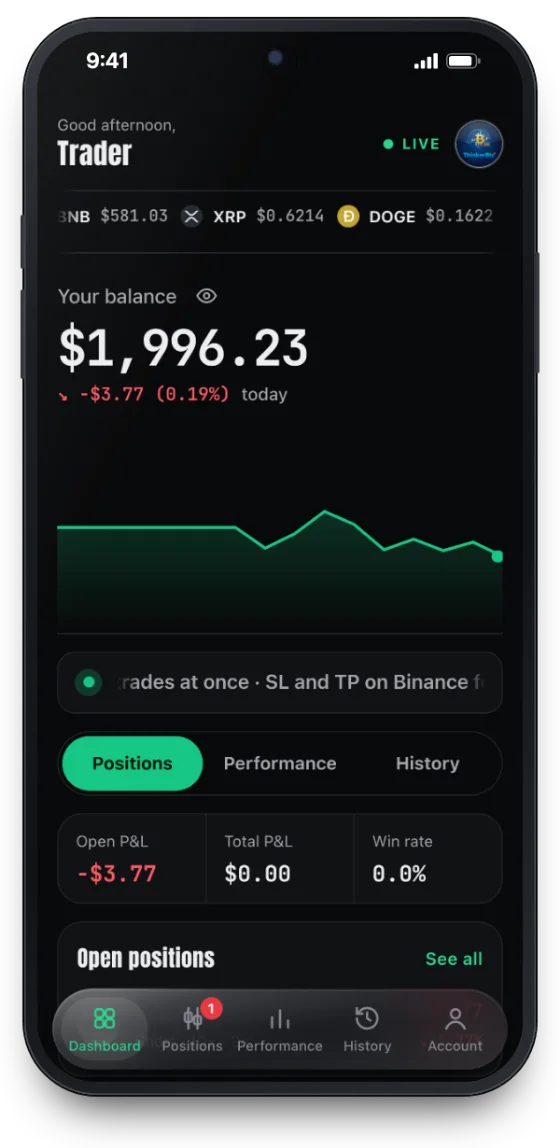 9:41
Good afternoon,
Trader
LIVE
BNB $581.03 XRP $0.6214 DOGE $0.1622
Your balance
$1,996.23
↘ -$3.77 (0.19%) today
trades at once · SL and TP on Binance
Positions Performance History
Open P&L Total P&L Win rate
-$3.77 $0.00 0.0%
Open positions See all
1
Dashboard Positions Performance History Account